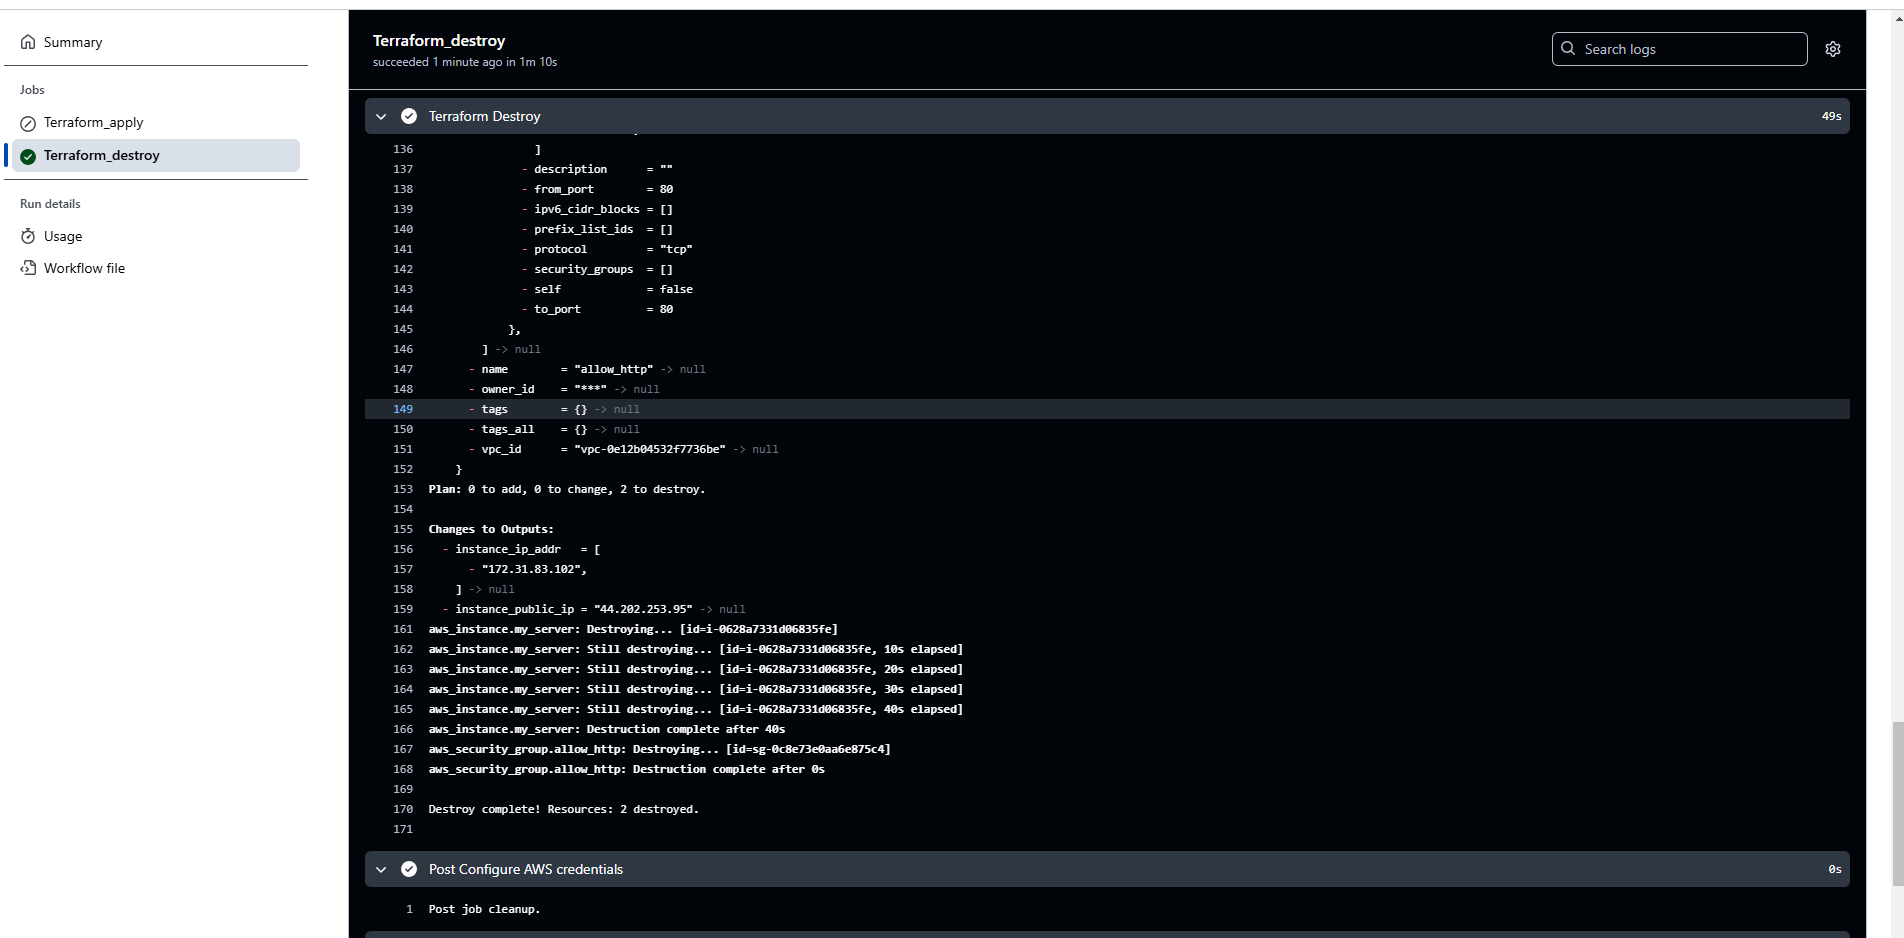 Summary
Jobs
Terraform_apply
Terraform_destroy
Run details
Usage
Workflow file
Terraform_destroy
succeeded 1 minute ago in 1m 10s
Search logs
Terraform Destroy 49s
136 ]
137 - description = ""
138 - from_port = 80
139 - ipv6_cidr_blocks = []
140 - prefix_list_ids = []
141 - protocol = "tcp"
142 - security_groups = []
143 - self = false
144 - to_port = 80
145 },
146 ] -> null
147 - name = "allow_http" -> null
148 - owner_id = "***" -> null
149 - tags = {} -> null
150 - tags_all = {} -> null
151 - vpc_id = "vpc-0e12b04532f7736be" -> null
152 }
153 Plan: 0 to add, 0 to change, 2 to destroy.
154
155 Changes to Outputs:
156 - instance_ip_addr = [
157 - "172.31.83.102",
158 ] -> null
159 - instance_public_ip = "44.202.253.95" -> null
161 aws_instance.my_server: Destroying... [id=i-0628a7331d06835fe]
162 aws_instance.my_server: Still destroying... [id=i-0628a7331d06835fe, 10s elapsed]
163 aws_instance.my_server: Still destroying... [id=i-0628a7331d06835fe, 20s elapsed]
164 aws_instance.my_server: Still destroying... [id=i-0628a7331d06835fe, 30s elapsed]
165 aws_instance.my_server: Still destroying... [id=i-0628a7331d06835fe, 40s elapsed]
166 aws_instance.my_server: Destruction complete after 40s
167 aws_security_group.allow_http: Destroying... [id=sg-0c8e73e0aa6e875c4]
168 aws_security_group.allow_http: Destruction complete after 0s
169
170 Destroy complete! Resources: 2 destroyed.
171
Post Configure AWS credentials 0s
1 Post job cleanup.